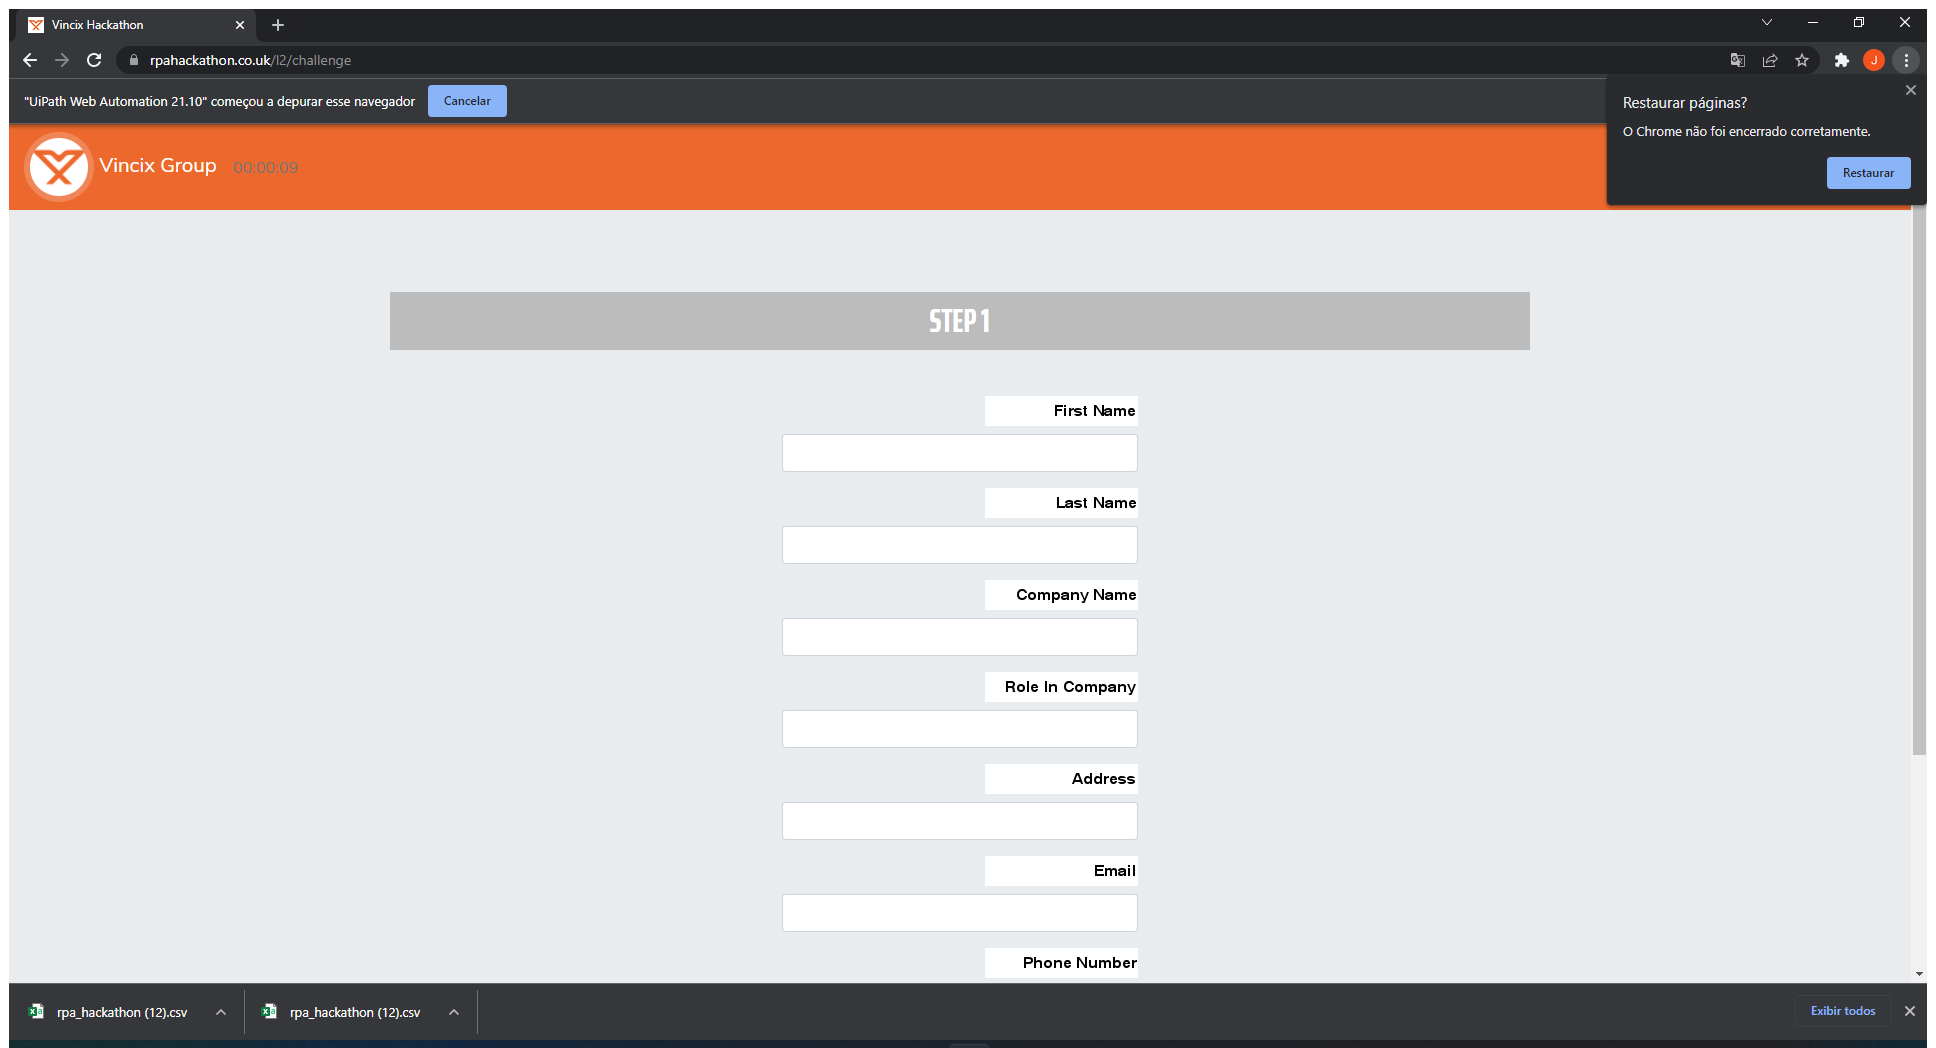 Vincix Hackathon
rpahackathon.co.uk/l2/challenge
J
"UiPath Web Automation 21.10" começou a depurar esse navegador
Cancelar
Restaurar páginas?
O Chrome não foi encerrado corretamente.
Restaurar
Vincix Group
00:00:09
STEP 1
First Name
Last Name
Company Name
Role In Company
Address
Email
Phone Number
rpa_hackathon (12).csv
rpa_hackathon (12).csv
Exibir todos